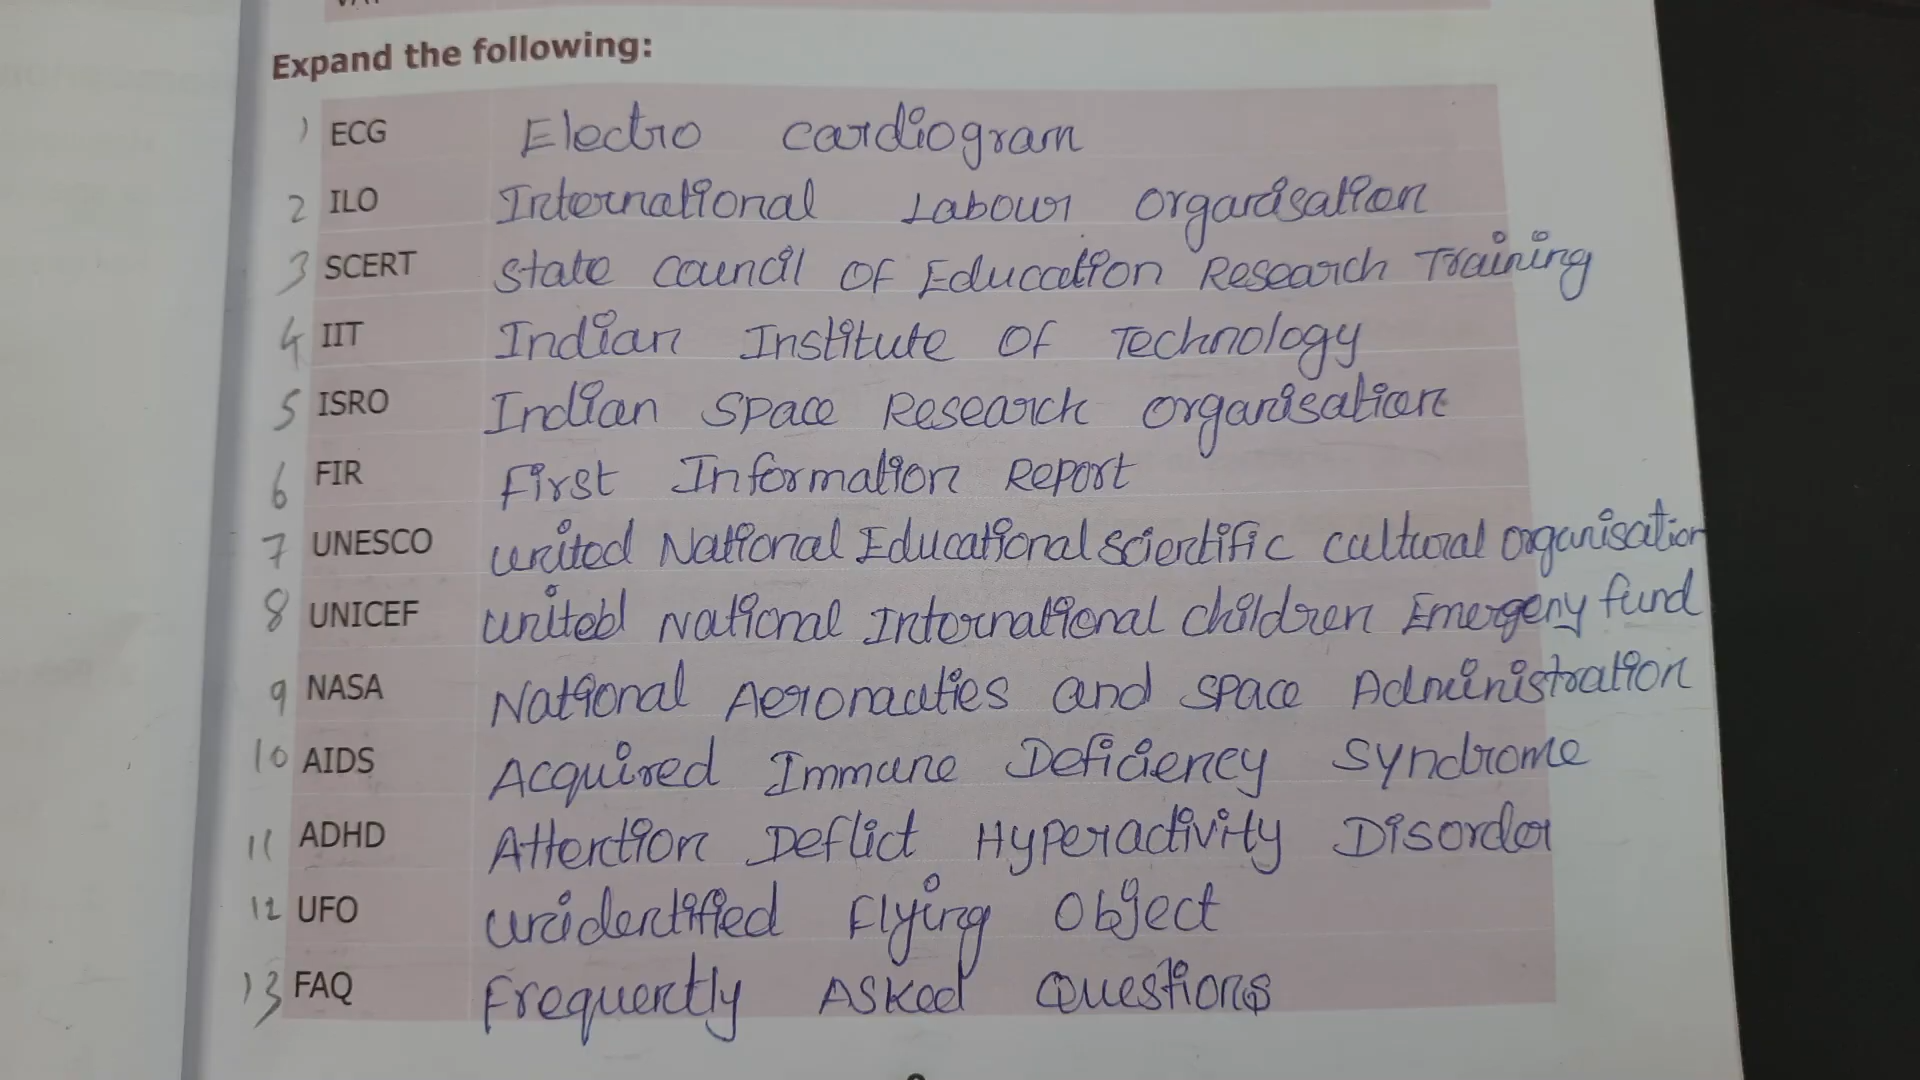 Expand the following:
1) ECG Electro cardiogram
2 ILO International Labour organisation
3 SCERT State council OF Education Research Training
4 IIT Indian Institute OF Technology
5 ISRO Indian Space Research organisation
6 FIR First Information Report
7 UNESCO united National Educational scientific cultural organisation
8 UNICEF united National International children Emergeny fund
9 NASA National Aeronautics and space Administration
10 AIDS Acquired Immune Deficiency Syndrome
11 ADHD Attention Deflict Hyperactivity Disorder
12 UFO unidentified Flying Object
13 FAQ Frequently Asked Questions